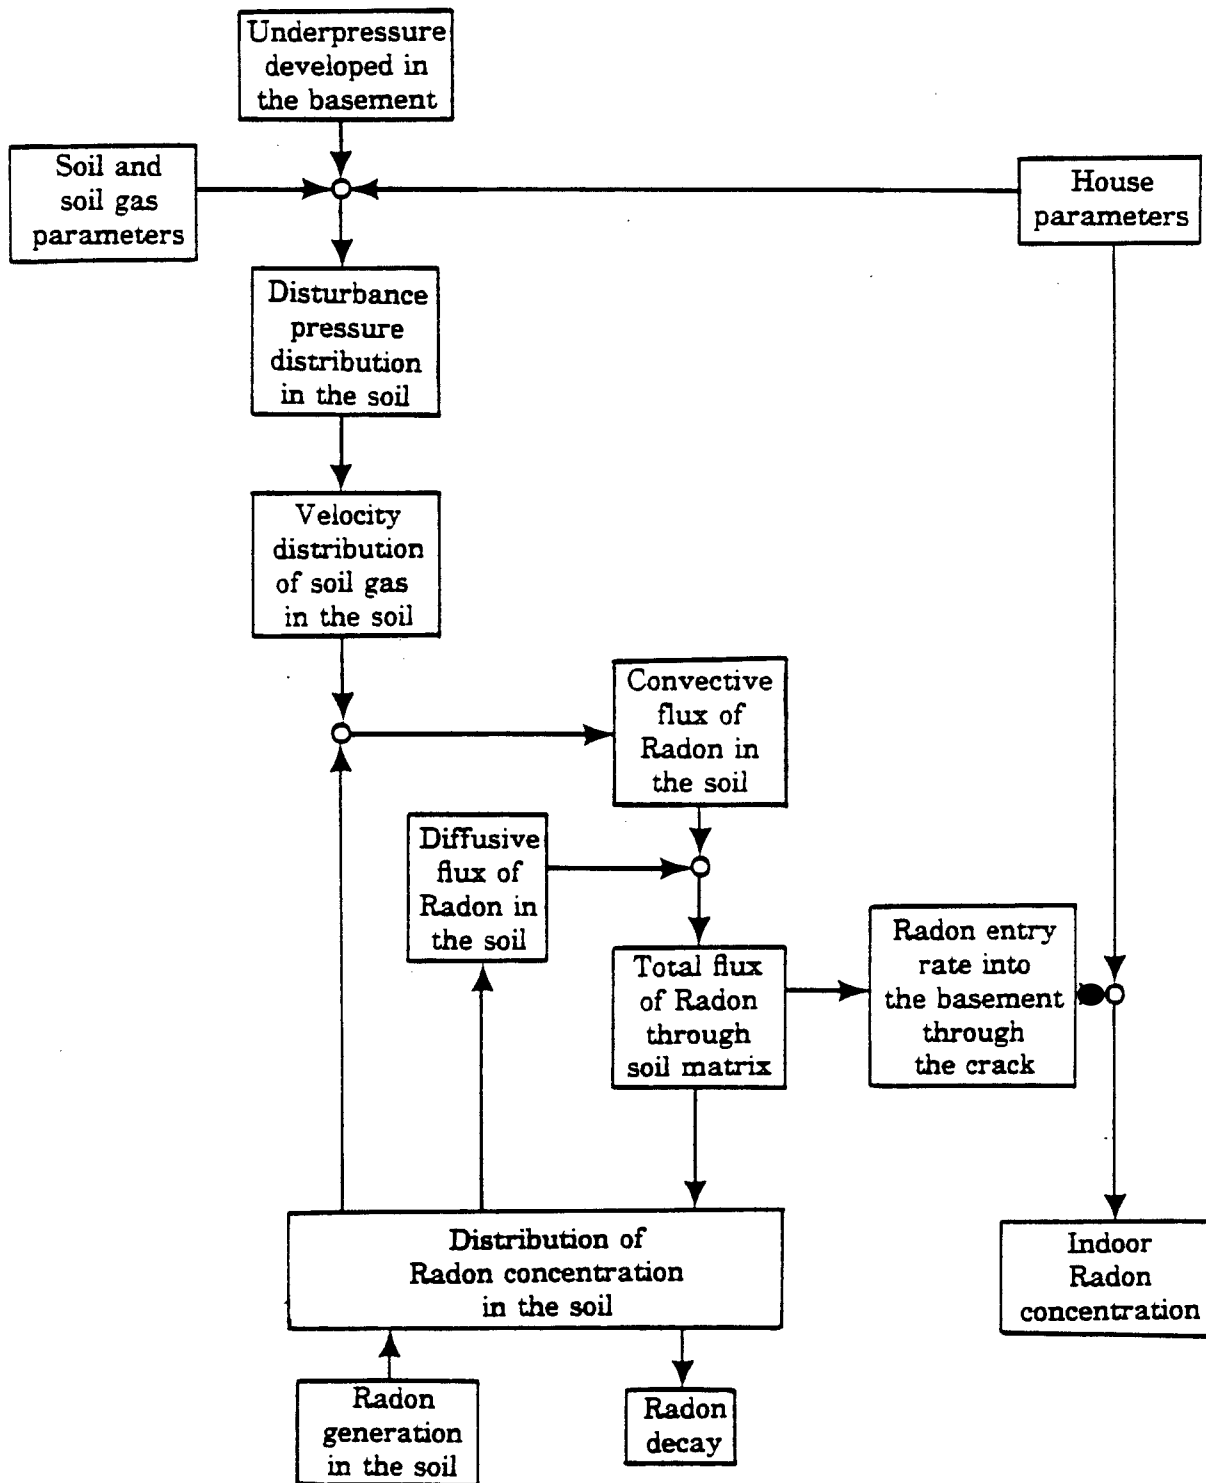 Underpressure
developed in
the basement
Soil and
soil gas
parameters
House
parameters
Disturbance
pressure
distribution
in the soil
Velocity
distribution
of soil gas
in the soil
Convective
flux of
Radon in
the soil
Diffusive
flux of
Radon in
the soil
Total flux
of Radon
through
soil matrix
Radon entry
rate into
the basement
through
the crack
Distribution of
Radon concentration
in the soil
Indoor
Radon
concentration
Radon
generation
in the soil
Radon
decay